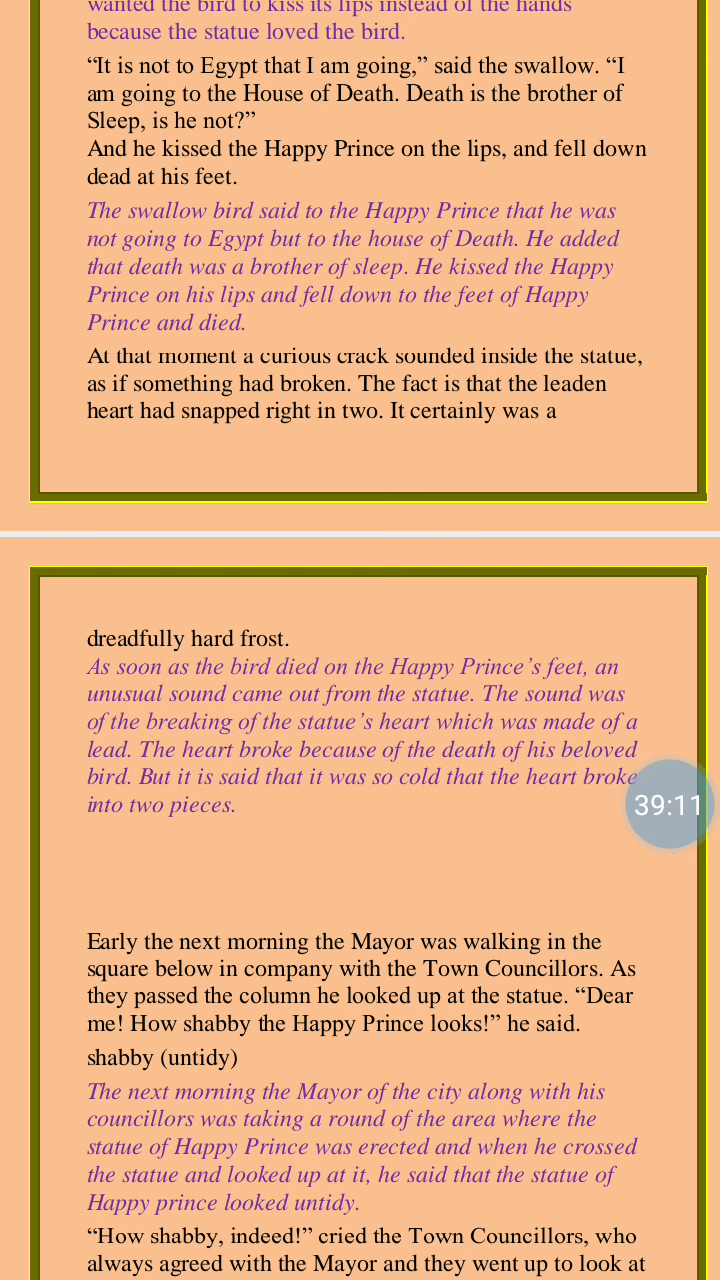 wanted the bird to kiss its lips instead of the hands
because the statue loved the bird.
“It is not to Egypt that I am going,” said the swallow. “I
am going to the House of Death. Death is the brother of
Sleep, is he not?”
And he kissed the Happy Prince on the lips, and fell down
dead at his feet.
The swallow bird said to the Happy Prince that he was
not going to Egypt but to the house of Death. He added
that death was a brother of sleep. He kissed the Happy
Prince on his lips and fell down to the feet of Happy
Prince and died.
At that moment a curious crack sounded inside the statue,
as if something had broken. The fact is that the leaden
heart had snapped right in two. It certainly was a
dreadfully hard frost.
As soon as the bird died on the Happy Prince’s feet, an
unusual sound came out from the statue. The sound was
of the breaking of the statue’s heart which was made of a
lead. The heart broke because of the death of his beloved
bird. But it is said that it was so cold that the heart broke
into two pieces.
39:11
Early the next morning the Mayor was walking in the
square below in company with the Town Councillors. As
they passed the column he looked up at the statue. “Dear
me! How shabby the Happy Prince looks!” he said.
shabby (untidy)
The next morning the Mayor of the city along with his
councillors was taking a round of the area where the
statue of Happy Prince was erected and when he crossed
the statue and looked up at it, he said that the statue of
Happy prince looked untidy.
“How shabby, indeed!” cried the Town Councillors, who
always agreed with the Mayor and they went up to look at